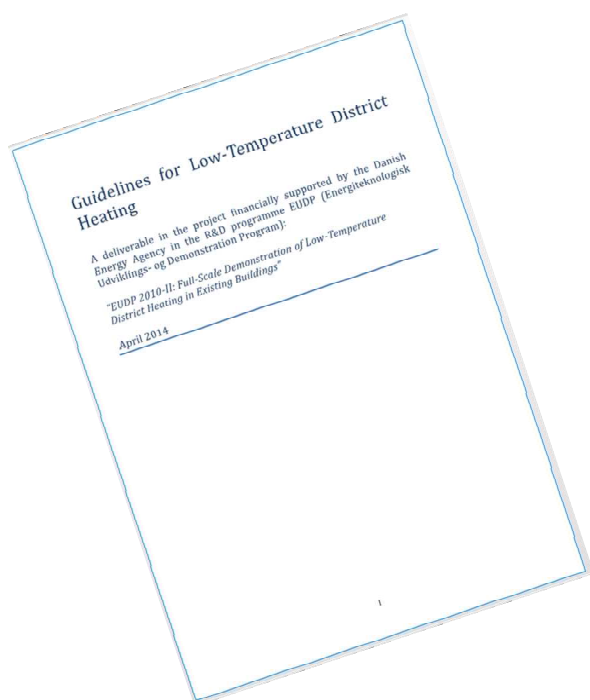 Guidelines for Low-Temperature District
Heating
A deliverable in the project financially supported by the Danish
Energy Agency in the R&D programme EUDP (Energiteknologisk
Udviklings- og Demonstration Program):
"EUDP 2010-II: Full-Scale Demonstration of Low-Temperature
District Heating in Existing Buildings"
April 2014
1